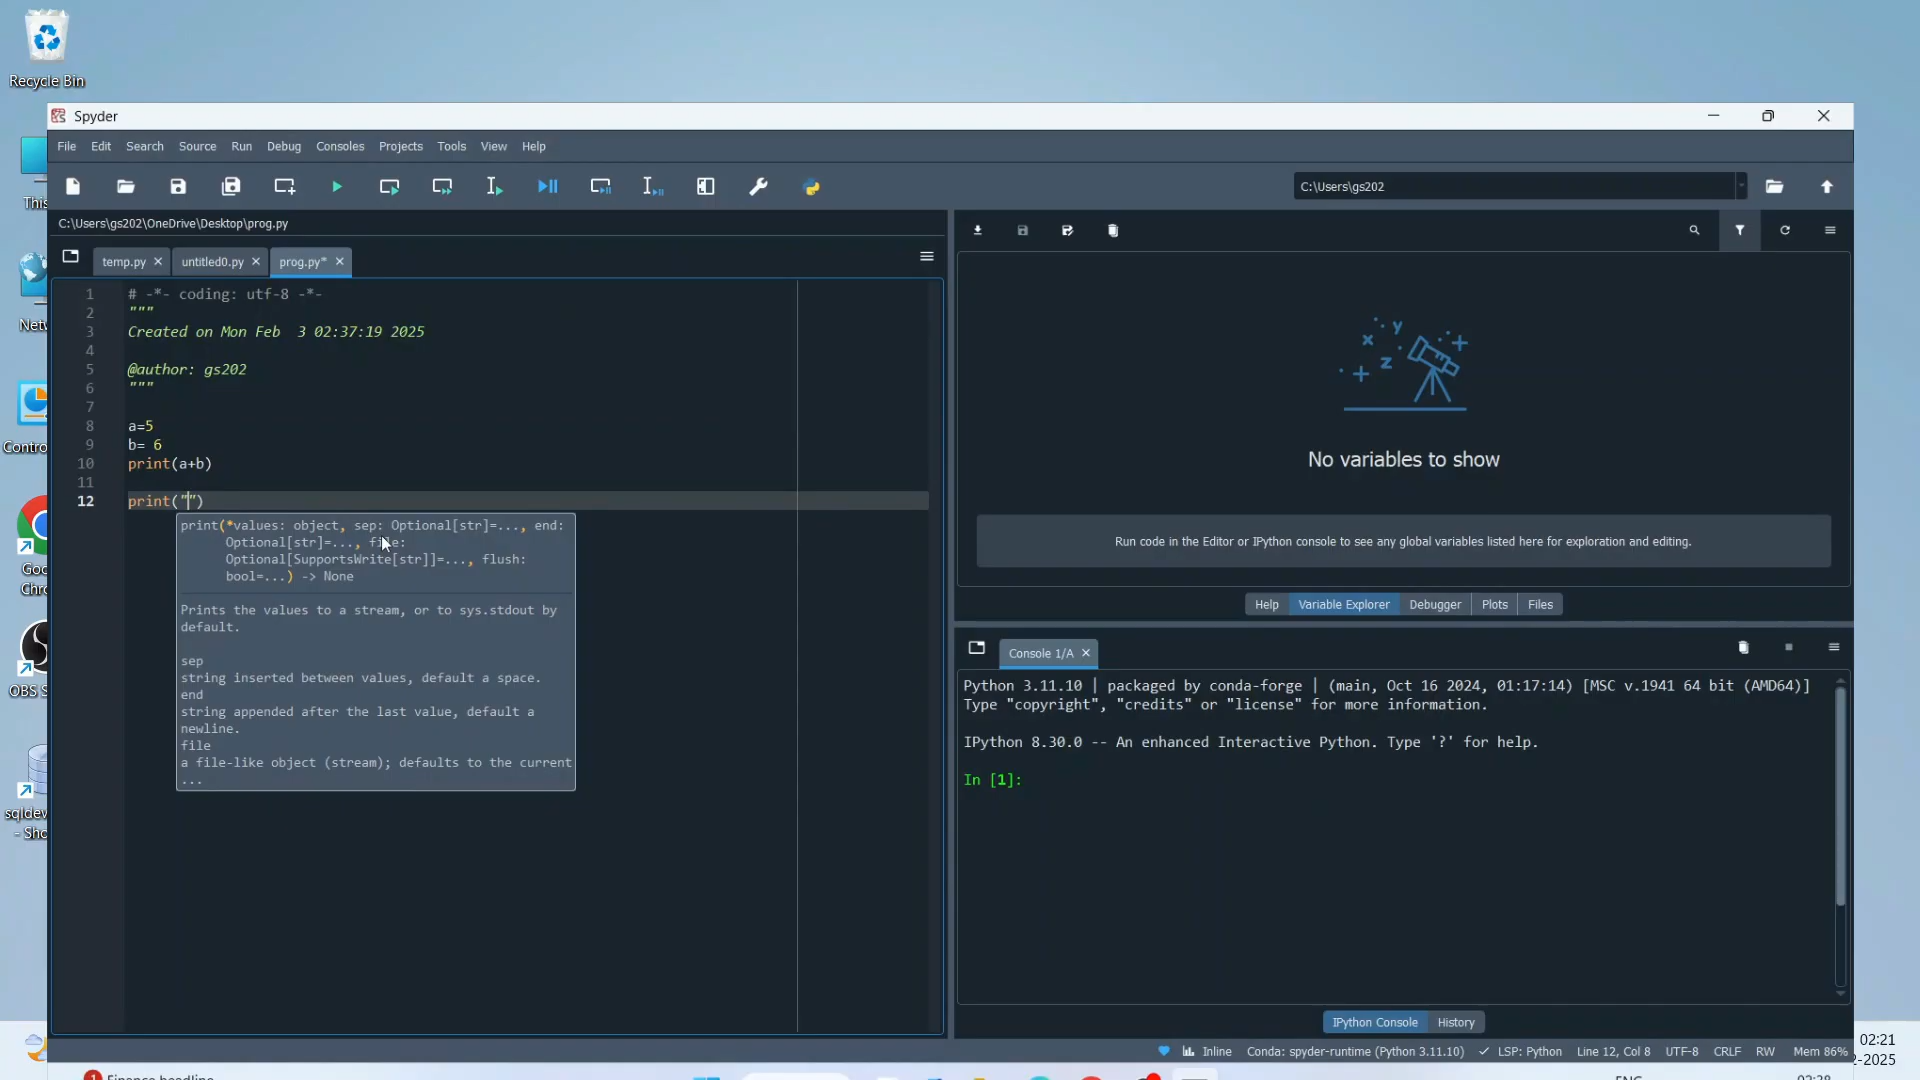 Recycle Bin
Spyder
File Edit Search Source Run Debug Consoles Projects Tools View Help
C:\Users\gs202
C:\Users\gs202\OneDrive\Desktop\prog.py
temp.py untitled0.py prog.py*
1 # -*- coding: utf-8 -*-
2 """
3 Created on Mon Feb  3 02:37:19 2025
4
5 @author: gs202
6 """
7
8 a=5
9 b= 6
10 print(a+b)
11
12 print("")
print(*values: object, sep: Optional[str]=..., end:
Optional[str]=..., file:
Optional[SupportsWrite[str]]=..., flush:
bool=...) -> None
Prints the values to a stream, or to sys.stdout by
default.
sep
string inserted between values, default a space.
end
string appended after the last value, default a
newline.
file
a file-like object (stream); defaults to the current
...
No variables to show
Run code in the Editor or IPython console to see any global variables listed here for exploration and editing.
Help Variable Explorer Debugger Plots Files
Console 1/A
Python 3.11.10 | packaged by conda-forge | (main, Oct 16 2024, 01:17:14) [MSC v.1941 64 bit (AMD64)]
Type "copyright", "credits" or "license" for more information.
IPython 8.30.0 -- An enhanced Interactive Python. Type '?' for help.
In [1]:
IPython Console History
Inline Conda: spyder-runtime (Python 3.11.10) LSP: Python Line 12, Col 8 UTF-8 CRLF RW Mem 86%
This
Netw
Contro
Goo
Chro
OBS S
sqldew
- Sho
02:21
2-2025
1 Finance headline